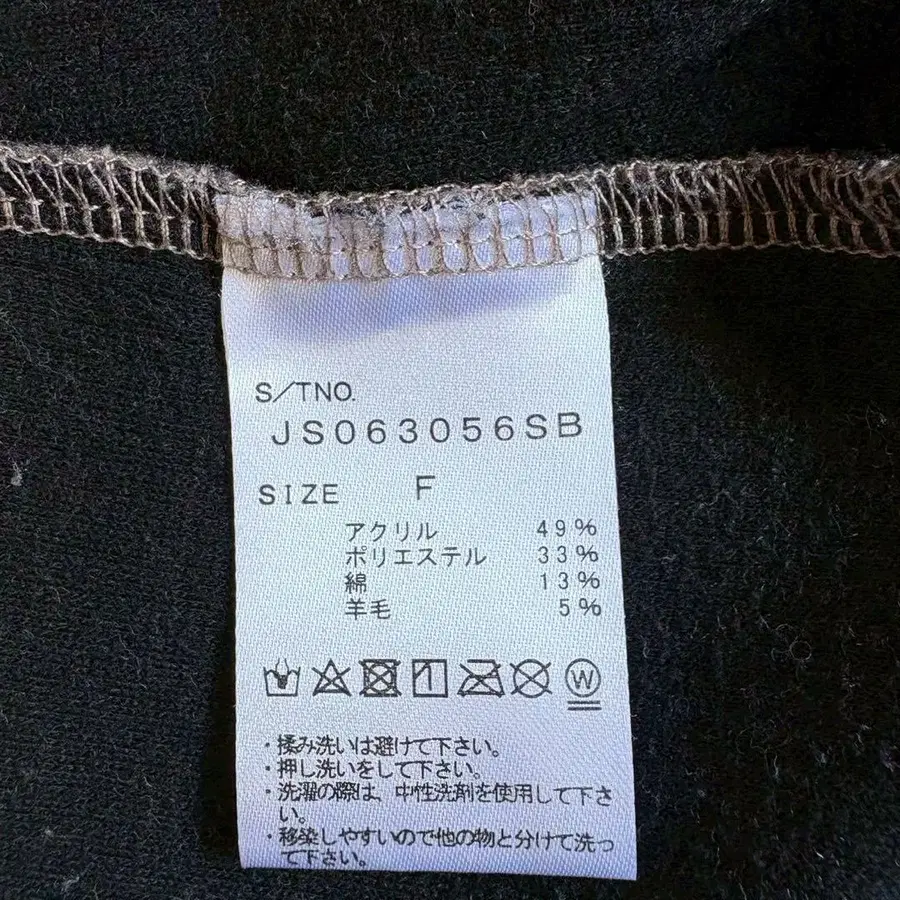 S/TNO.
JS063056SB
SIZE F
アクリル 49%
ポリエステル 33%
綿 13%
羊毛 5%
W
・揉み洗いは避けて下さい。
・押し洗いをして下さい。
・洗濯の際は、中性洗剤を使用して下さ
い。
・移染しやすいので他の物と分けて洗っ
て下さい。